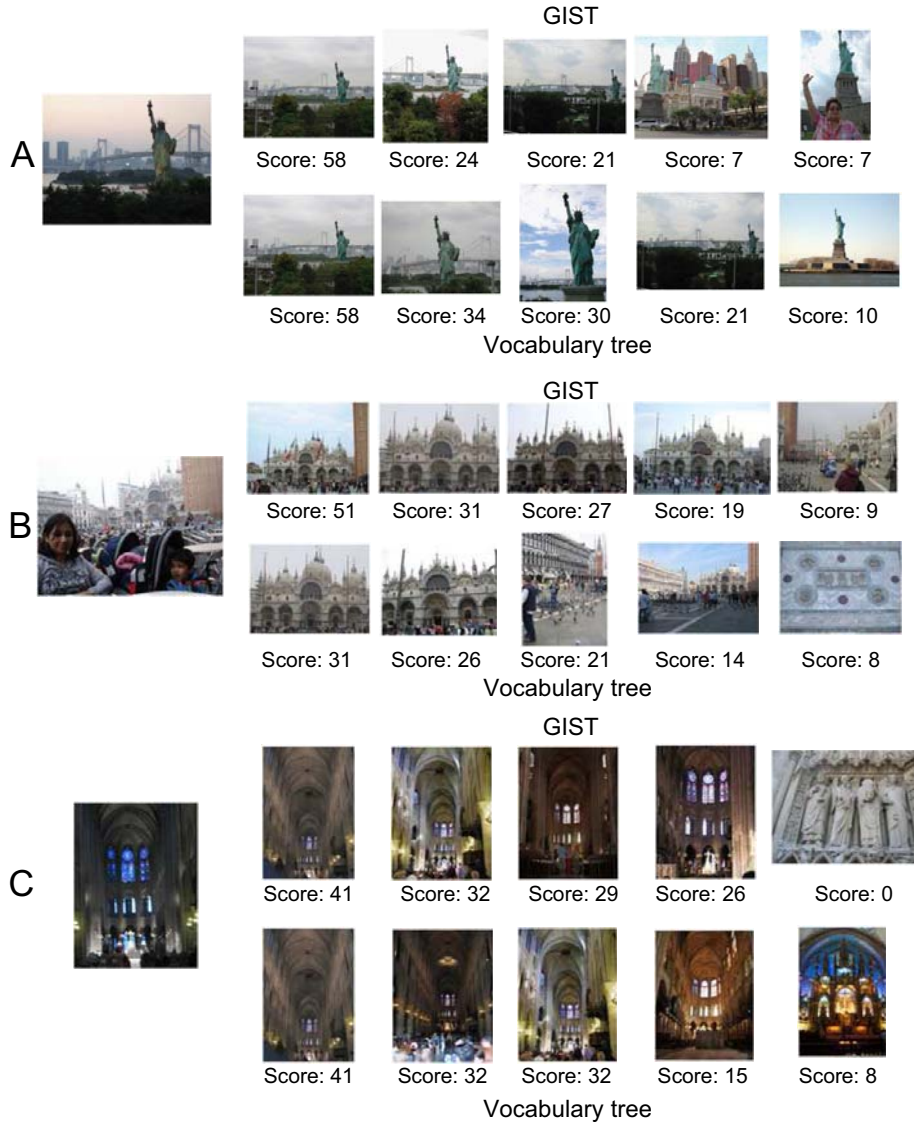 GIST
A
Score: 58 Score: 24 Score: 21 Score: 7 Score: 7
Score: 58 Score: 34 Score: 30 Score: 21 Score: 10
Vocabulary tree
GIST
B
Score: 51 Score: 31 Score: 27 Score: 19 Score: 9
Score: 31 Score: 26 Score: 21 Score: 14 Score: 8
Vocabulary tree
GIST
C
Score: 41 Score: 32 Score: 29 Score: 26 Score: 0
Score: 41 Score: 32 Score: 32 Score: 15 Score: 8
Vocabulary tree